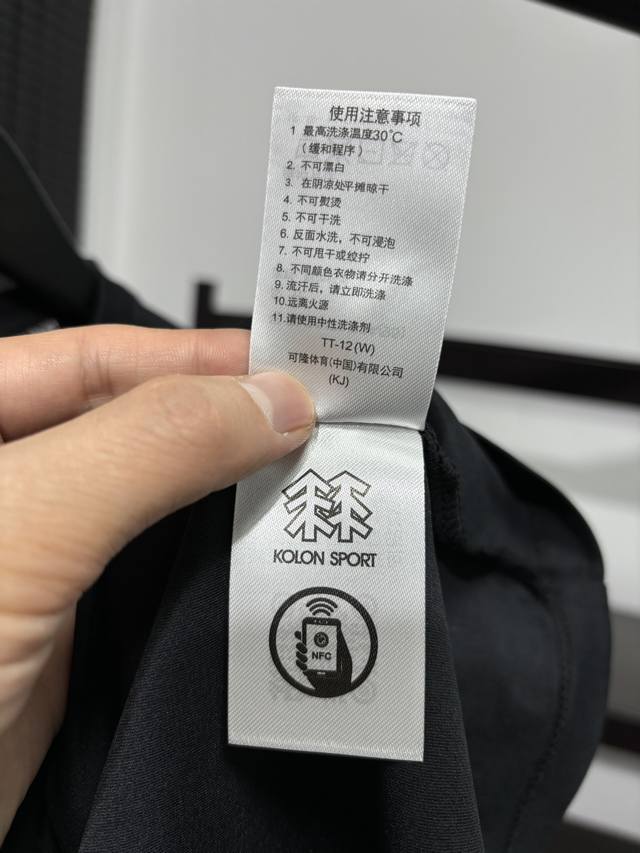 使用注意事项
1 最高洗涤温度30℃
(缓和程序)
2. 不可漂白
3. 在阴凉处平摊晾干
4. 不可熨烫
5. 不可干洗
6. 反面水洗，不可浸泡
7. 不可甩干或绞拧
8. 不同颜色衣物请分开洗涤
9. 流汗后，请立即洗涤
10.远离火源
11.请使用中性洗涤剂
TT-12(W)
可隆体育(中国)有限公司
(KJ)
KOLON SPORT
NFC